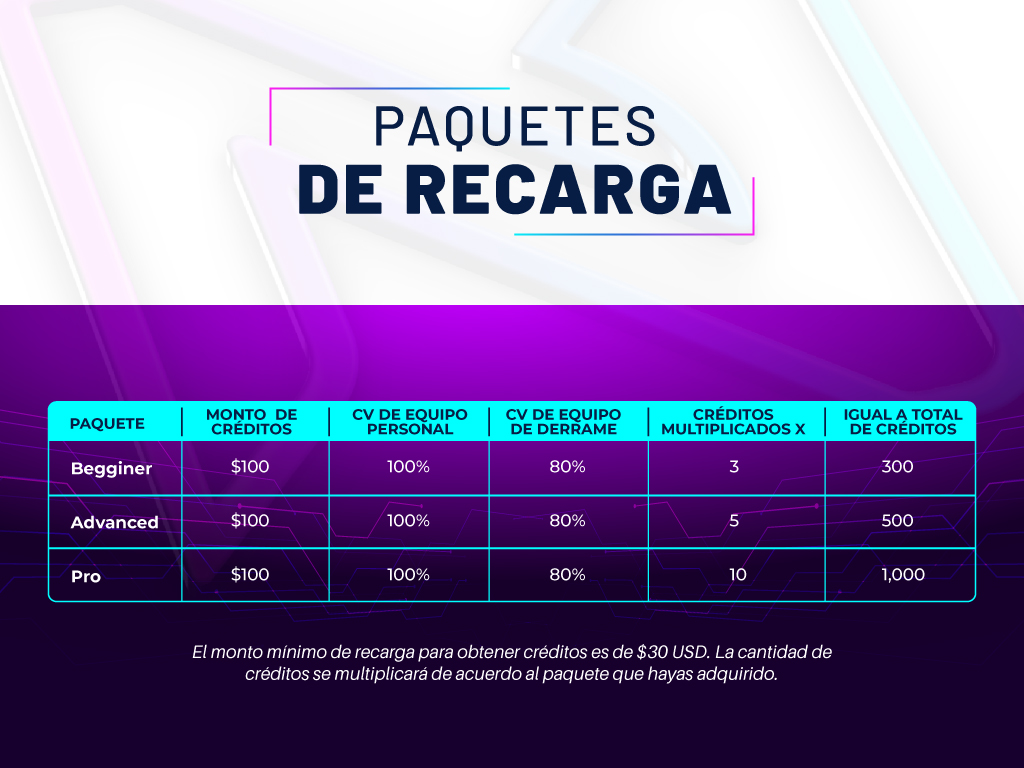 PAQUETES
DE RECARGA
PAQUETE
MONTO DE
CRÉDITOS
CV DE EQUIPO
PERSONAL
CV DE EQUIPO
DE DERRAME
CRÉDITOS
MULTIPLICADOS X
IGUAL A TOTAL
DE CRÉDITOS
Begginer $100 100% 80% 3 300
Advanced $100 100% 80% 5 500
Pro $100 100% 80% 10 1,000
El monto mínimo de recarga para obtener créditos es de $30 USD. La cantidad de
créditos se multiplicará de acuerdo al paquete que hayas adquirido.